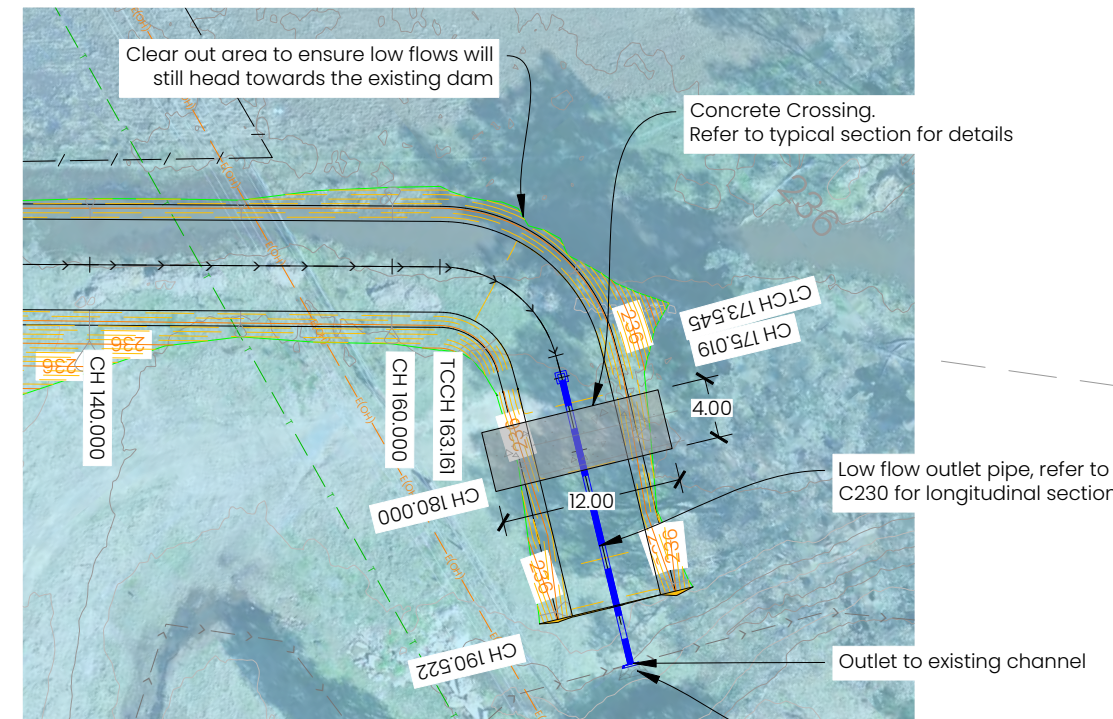 Clear out area to ensure low flows will
still head towards the existing dam
Concrete Crossing.
Refer to typical section for details
236
236
CTCH 173.545
CH 175.019
236
236
CH 140.000
CH 160.000
TCCH 163.161
4.00
236
CH 180.000
12.00
Low flow outlet pipe, refer to
C230 for longitudinal section
236
236
CH 190.522
Outlet to existing channel